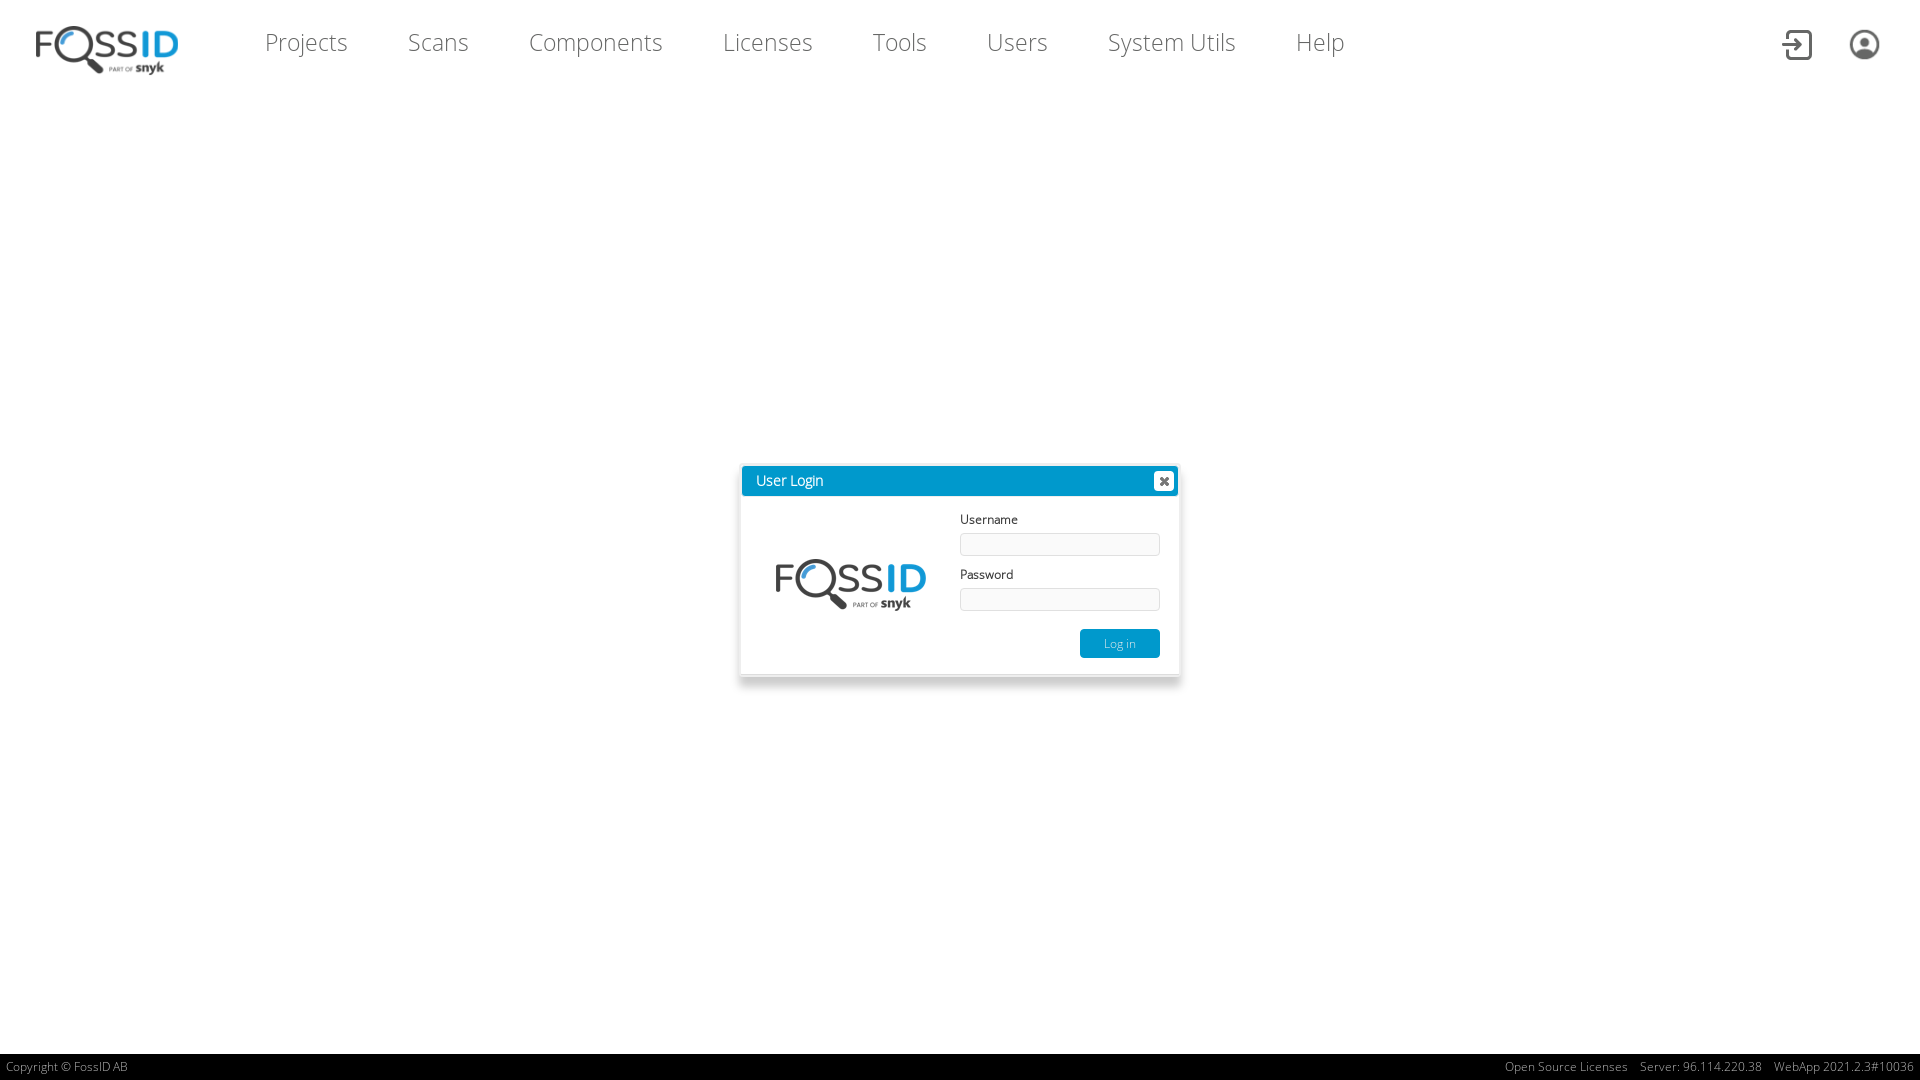 FOSSID
PART OF snyk
Projects
Scans
Components
Licenses
Tools
Users
System Utils
Help
User Login
FOSSID
PART OF snyk
Username
Password
Log in
Copyright © FossID AB
Open Source Licenses Server: 96.114.220.38 WebApp 2021.2.3#10036